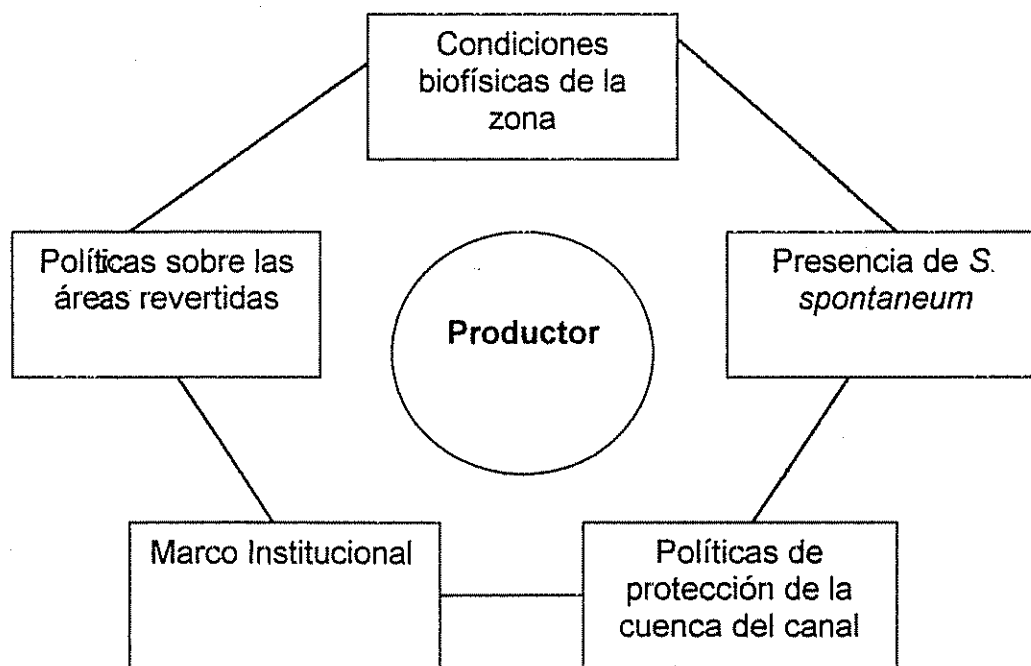 Condiciones
biofísicas de la
zona
Políticas sobre las
áreas revertidas
Presencia de S.
spontaneum
Productor
Marco Institucional
Políticas de
protección de la
cuenca del canal